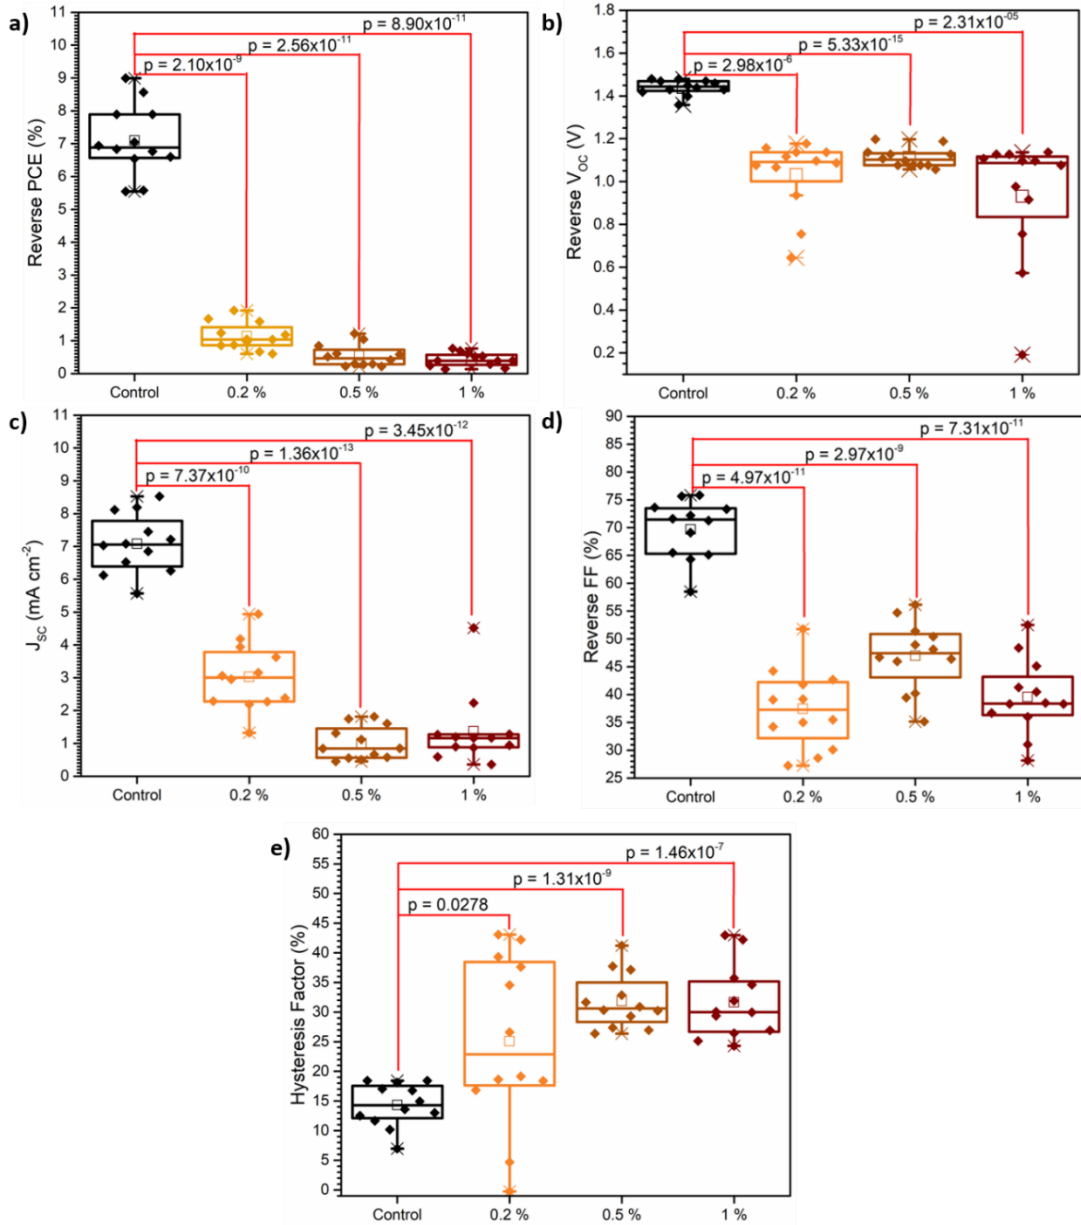 a)
Reverse PCE (%)
11
10
9
8
7
6
5
4
3
2
1
0
p = 8.90x10⁻¹¹
p = 2.56x10⁻¹¹
p = 2.10x10⁻⁹
Control 0.2 % 0.5 % 1 %
b)
Reverse V_OC (V)
1.8
1.6
1.4
1.2
1.0
0.8
0.6
0.4
0.2
p = 2.31x10⁻⁰⁵
p = 5.33x10⁻¹⁵
p = 2.98x10⁻⁶
Control 0.2 % 0.5 % 1 %
c)
J_SC (mA cm⁻²)
11
10
9
8
7
6
5
4
3
2
1
0
p = 3.45x10⁻¹²
p = 1.36x10⁻¹³
p = 7.37x10⁻¹⁰
Control 0.2 % 0.5 % 1 %
d)
Reverse FF (%)
90
85
80
75
70
65
60
55
50
45
40
35
30
25
p = 7.31x10⁻¹¹
p = 2.97x10⁻⁹
p = 4.97x10⁻¹¹
Control 0.2 % 0.5 % 1 %
e)
Hysteresis Factor (%)
60
55
50
45
40
35
30
25
20
15
10
5
0
p = 1.46x10⁻⁷
p = 1.31x10⁻⁹
p = 0.0278
Control 0.2 % 0.5 % 1 %